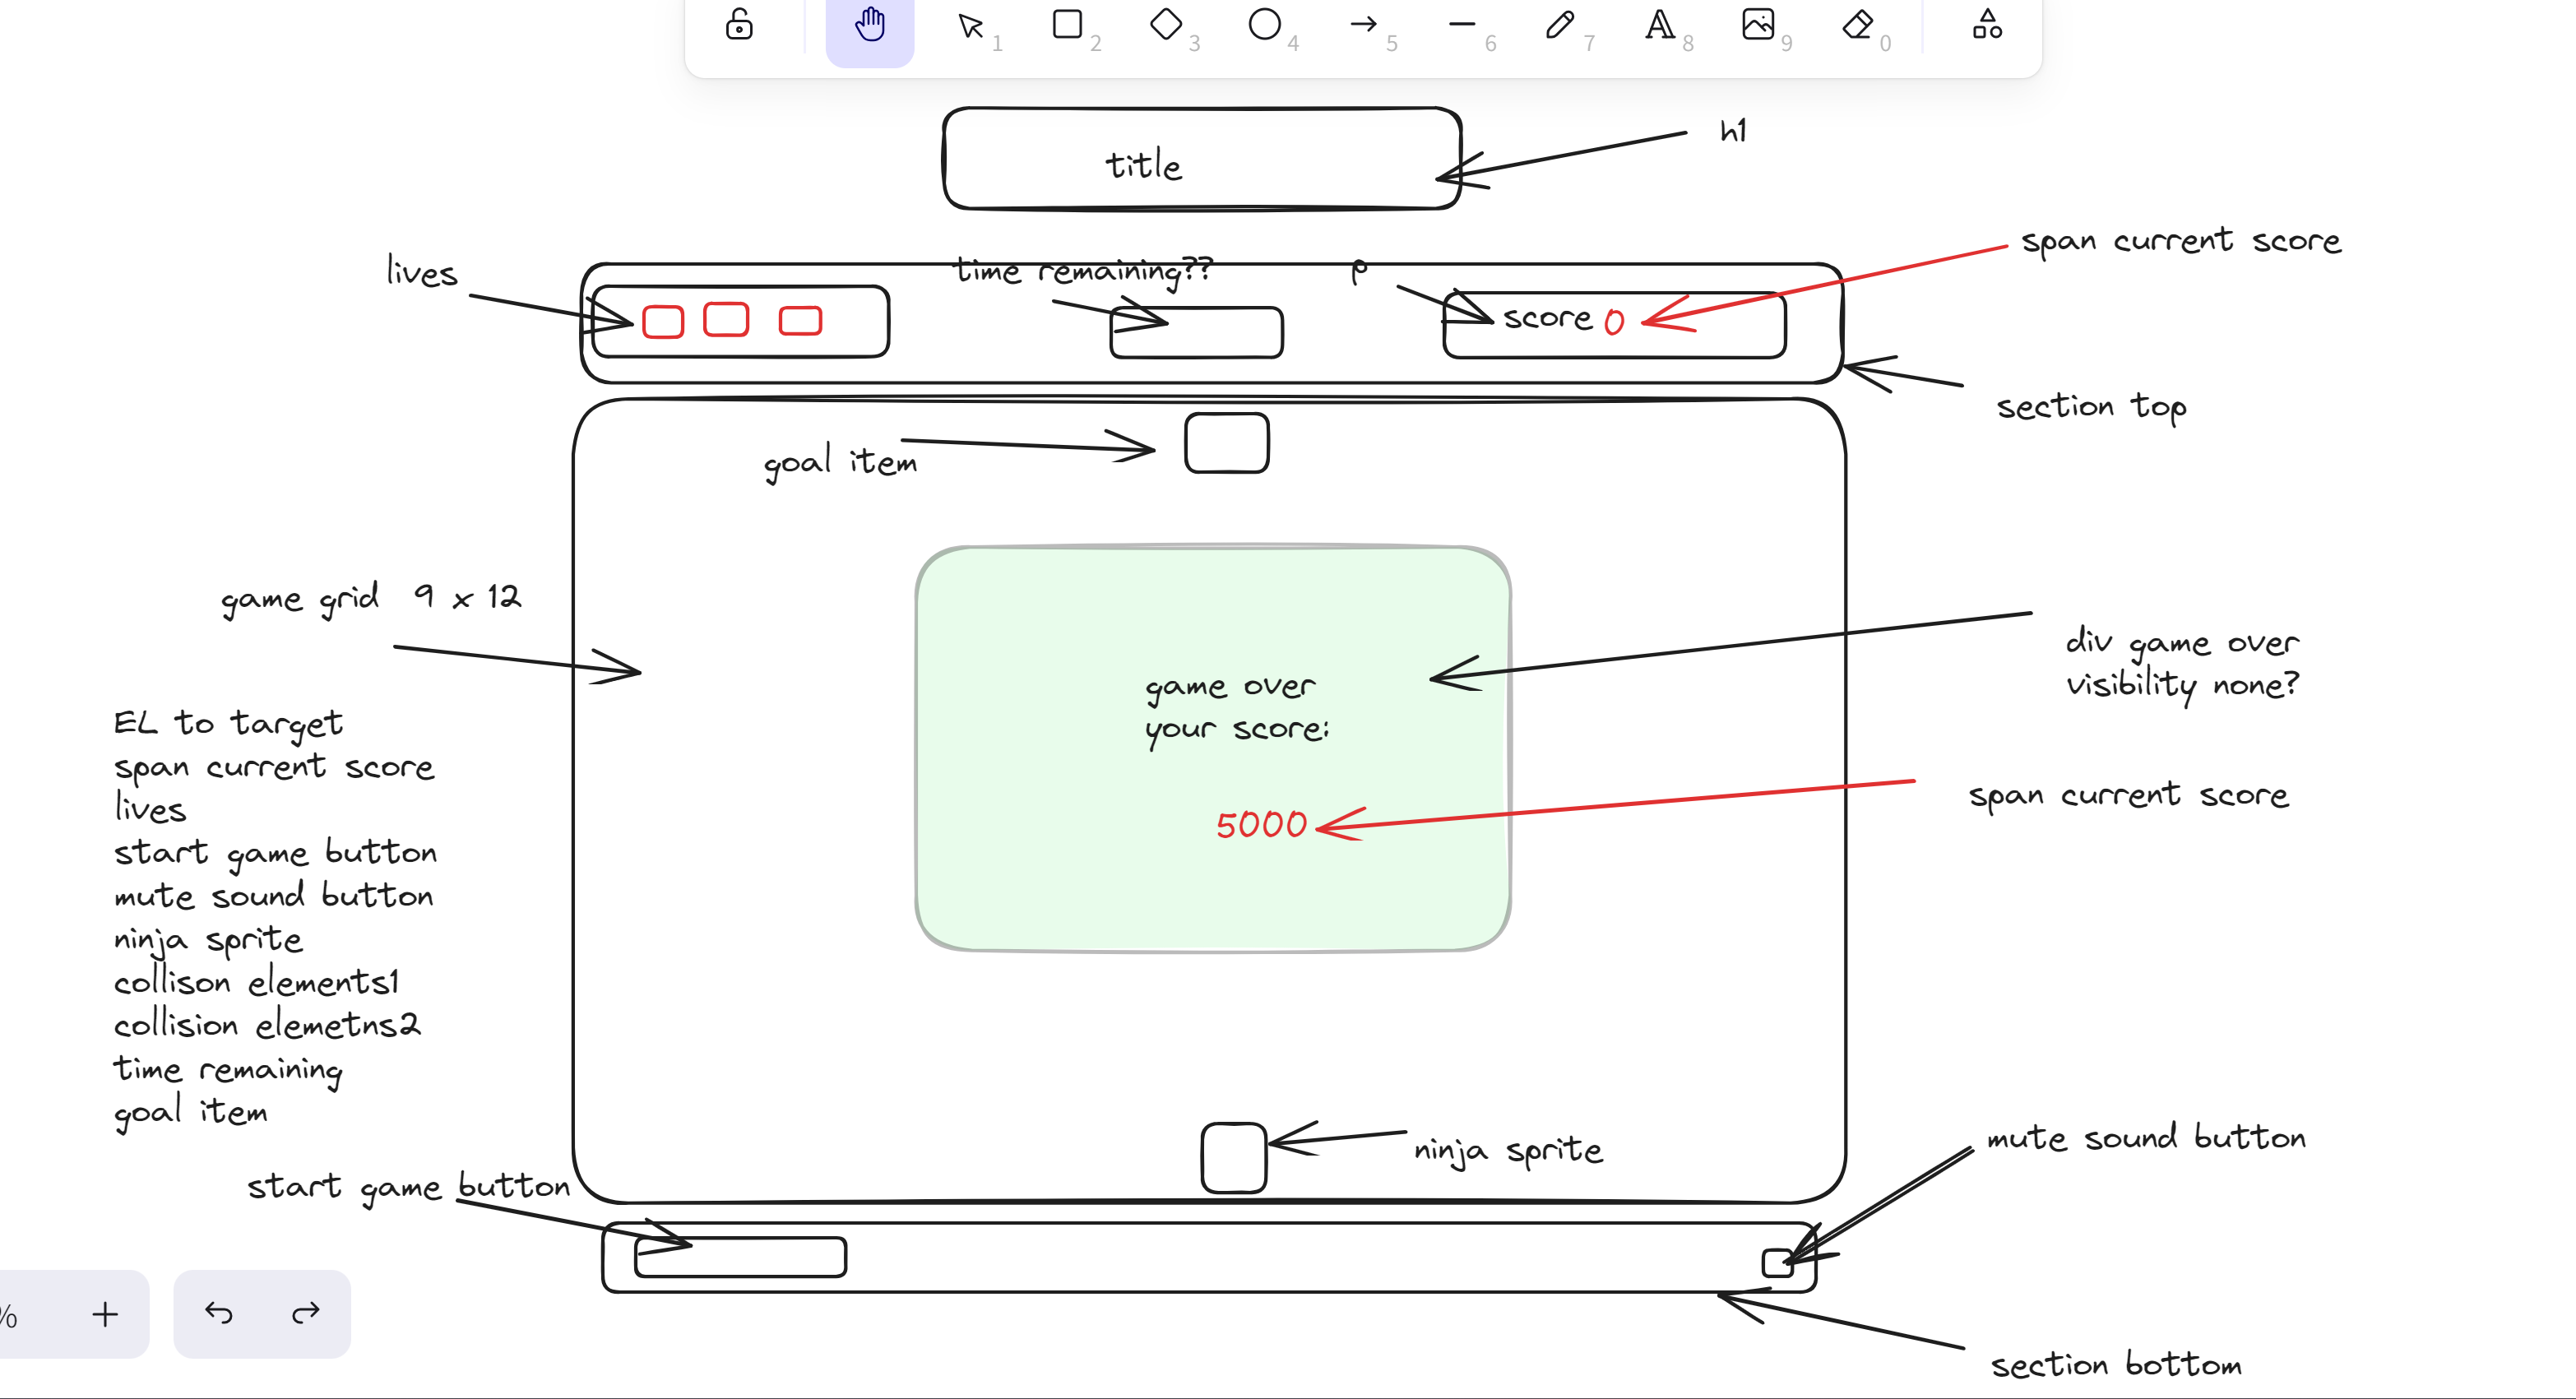 1 2 3 4 5 6 7 8 9 0
title
h1
lives
time remaining??
p
span current score
score 0
section top
goal item
game grid 9 x 12
div game over
visibility none?
game over
your score:
5000
span current score
EL to target
span current score
lives
start game button
mute sound button
ninja sprite
collison elements1
collision elemetns2
time remaining
goal item
ninja sprite
mute sound button
start game button
section bottom
%